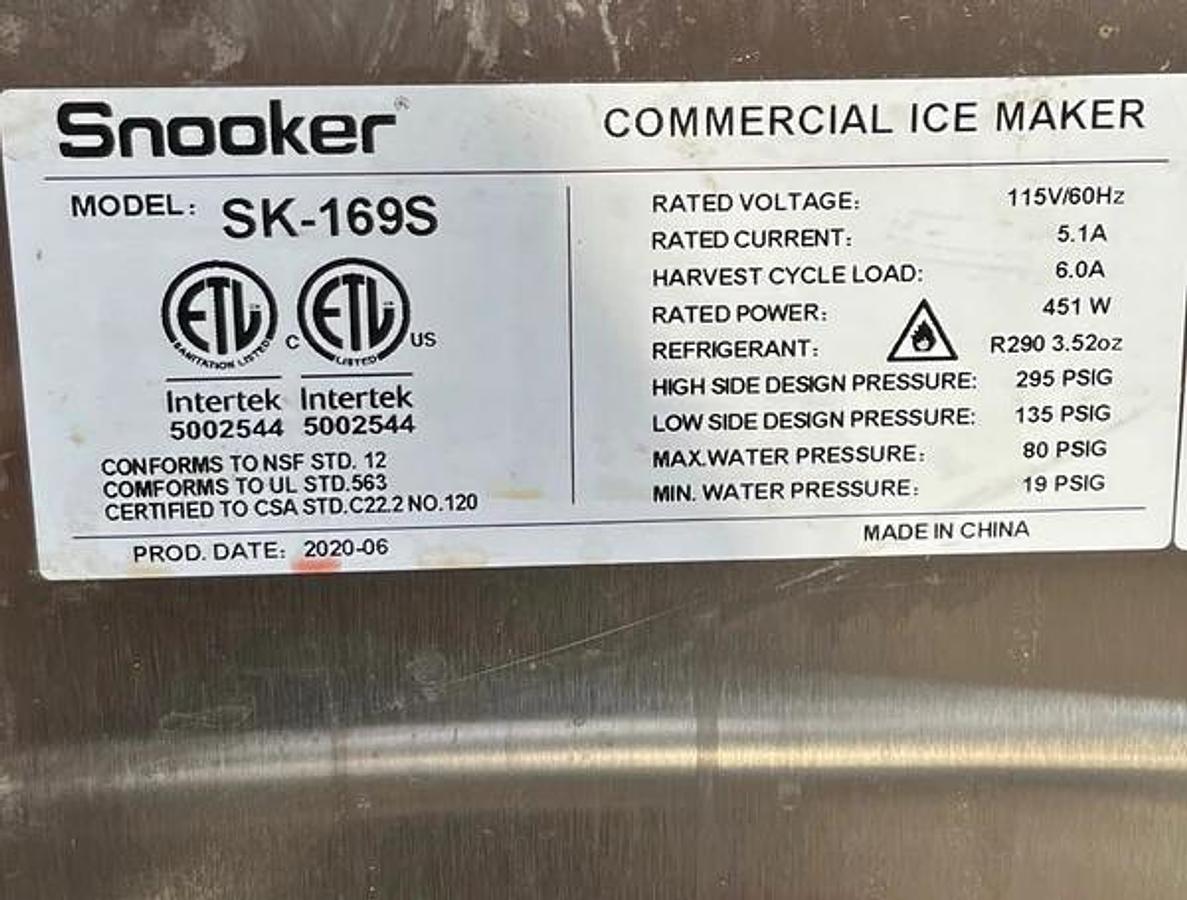 Snooker®
COMMERCIAL ICE MAKER
MODEL: SK-169S
ETL
SANITATION LISTED
C ETL US
LISTED
Intertek Intertek
5002544 5002544
CONFORMS TO NSF STD. 12
COMFORMS TO UL STD.563
CERTIFIED TO CSA STD.C22.2 NO.120
PROD. DATE: 2020-06
RATED VOLTAGE: 115V/60Hz
RATED CURRENT: 5.1A
HARVEST CYCLE LOAD: 6.0A
RATED POWER: 451 W
REFRIGERANT: R290 3.52oz
HIGH SIDE DESIGN PRESSURE: 295 PSIG
LOW SIDE DESIGN PRESSURE: 135 PSIG
MAX.WATER PRESSURE: 80 PSIG
MIN. WATER PRESSURE: 19 PSIG
MADE IN CHINA